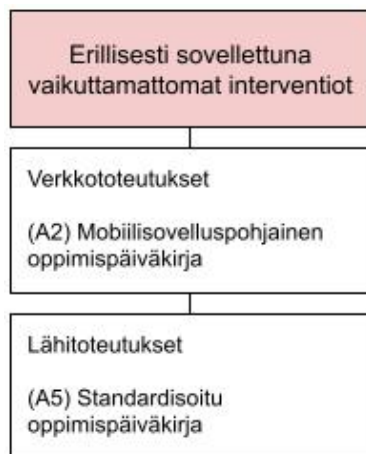 Erillisesti sovellettuna
vaikuttamattomat interventiot
Verkkototeutukset
(A2) Mobiilisovelluspohjainen
oppimispäiväkirja
Lähitoteutukset
(A5) Standardisoitu
oppimispäiväkirja